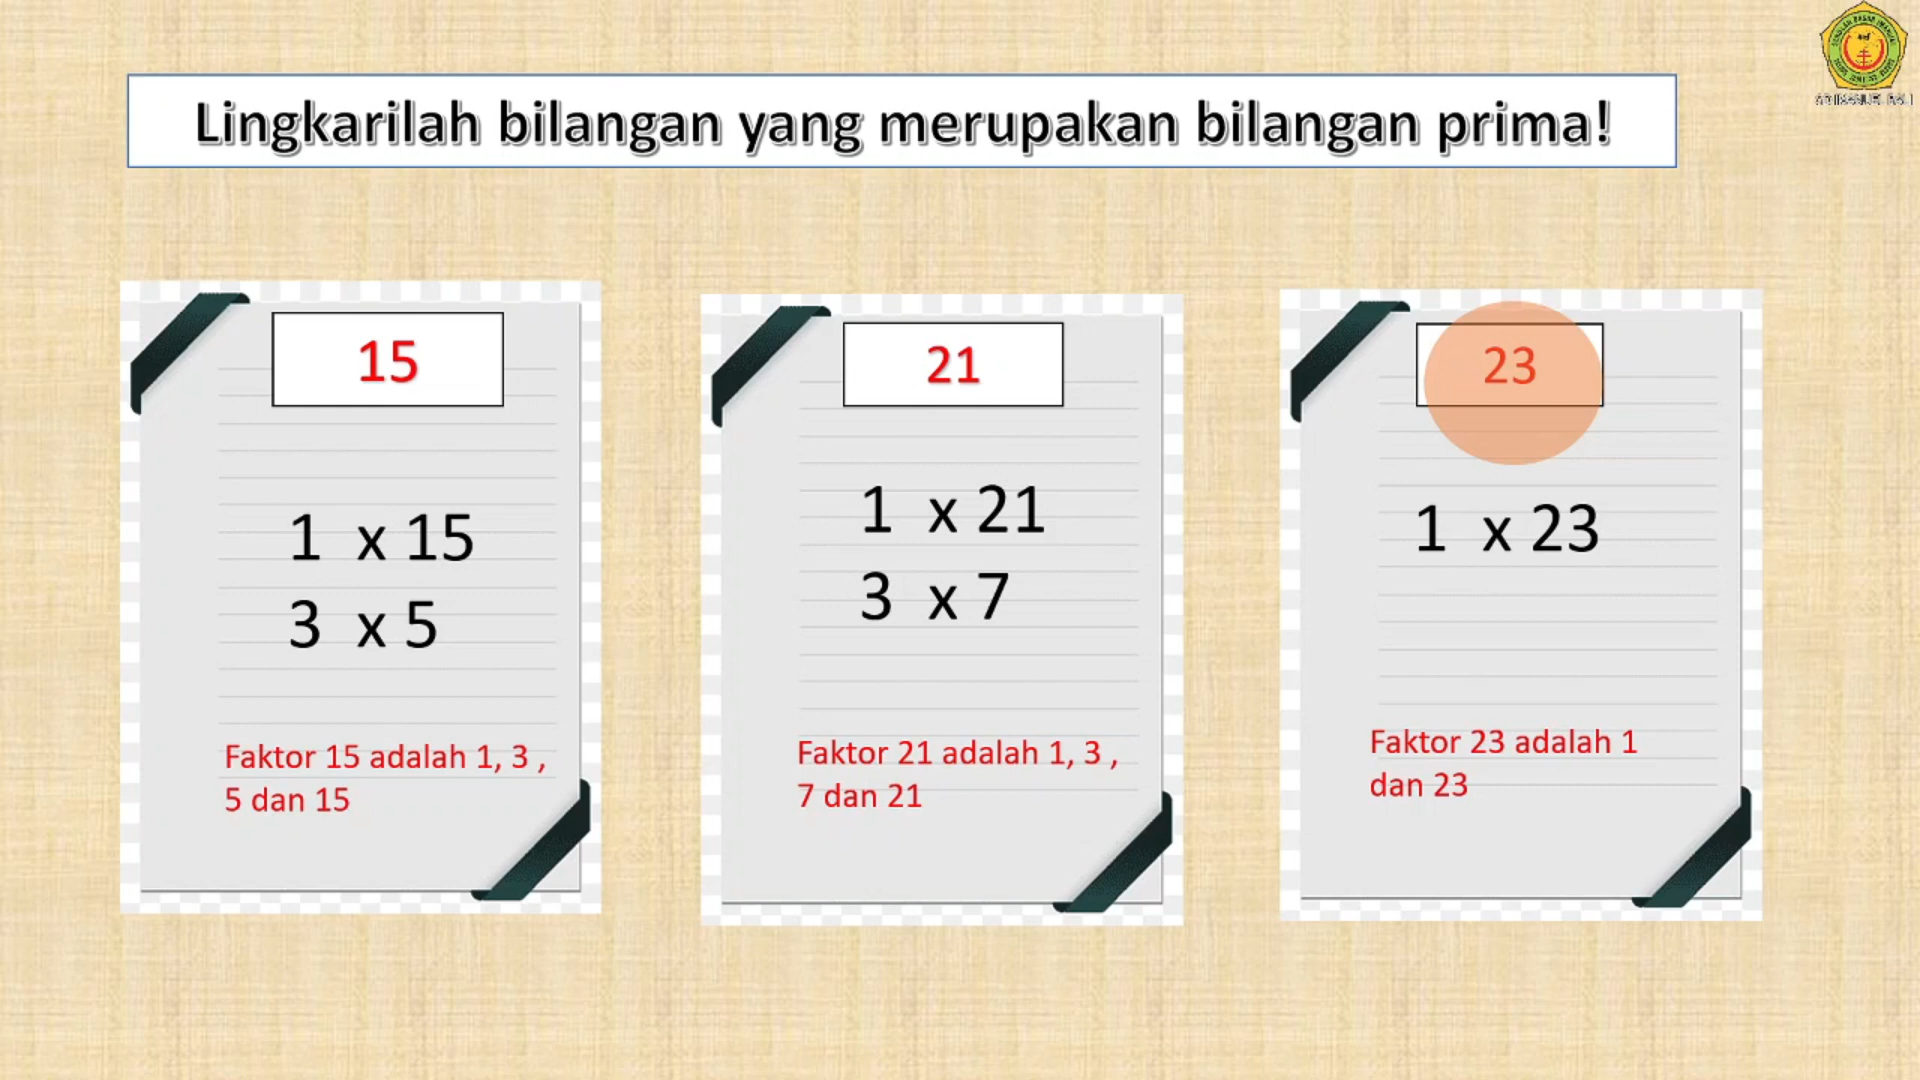 Lingkarilah bilangan yang merupakan bilangan prima!
15
1 x 15
3 x 5
Faktor 15 adalah 1, 3 ,
5 dan 15
21
1 x 21
3 x 7
Faktor 21 adalah 1, 3 ,
7 dan 21
23
1 x 23
Faktor 23 adalah 1
dan 23